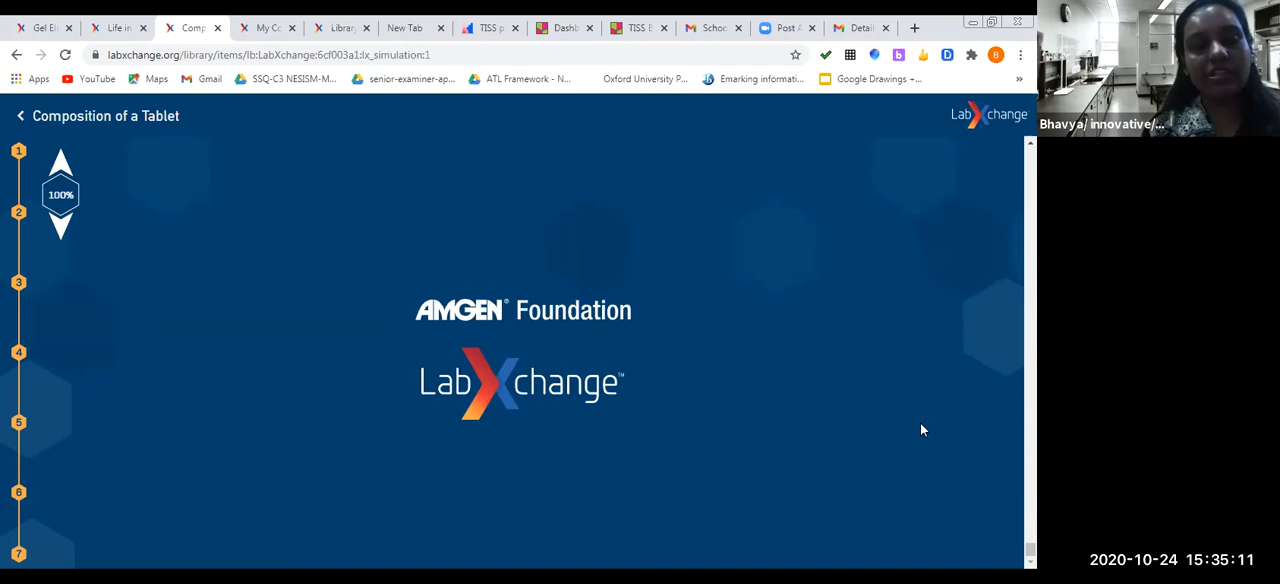 Gel El
Life in
Comp
My Co
Librar
New Tab
TISS p
Dashb
TISS E
Schoo
Post A
Detail
labxchange.org/library/items/lb:LabXchange:6cf003a1:lx_simulation:1
Apps
YouTube
Maps
Gmail
SSQ-C3 NESISM-M...
senior-examiner-ap...
ATL Framework - N...
Oxford University P...
Emarking informati...
Google Drawings +...
»
Composition of a Tablet
LabXchange
1
100%
2
3
4
5
6
7
AMGEN® Foundation
LabXchange™
Bhavya/ innovative/...
2020-10-24 15:35:11